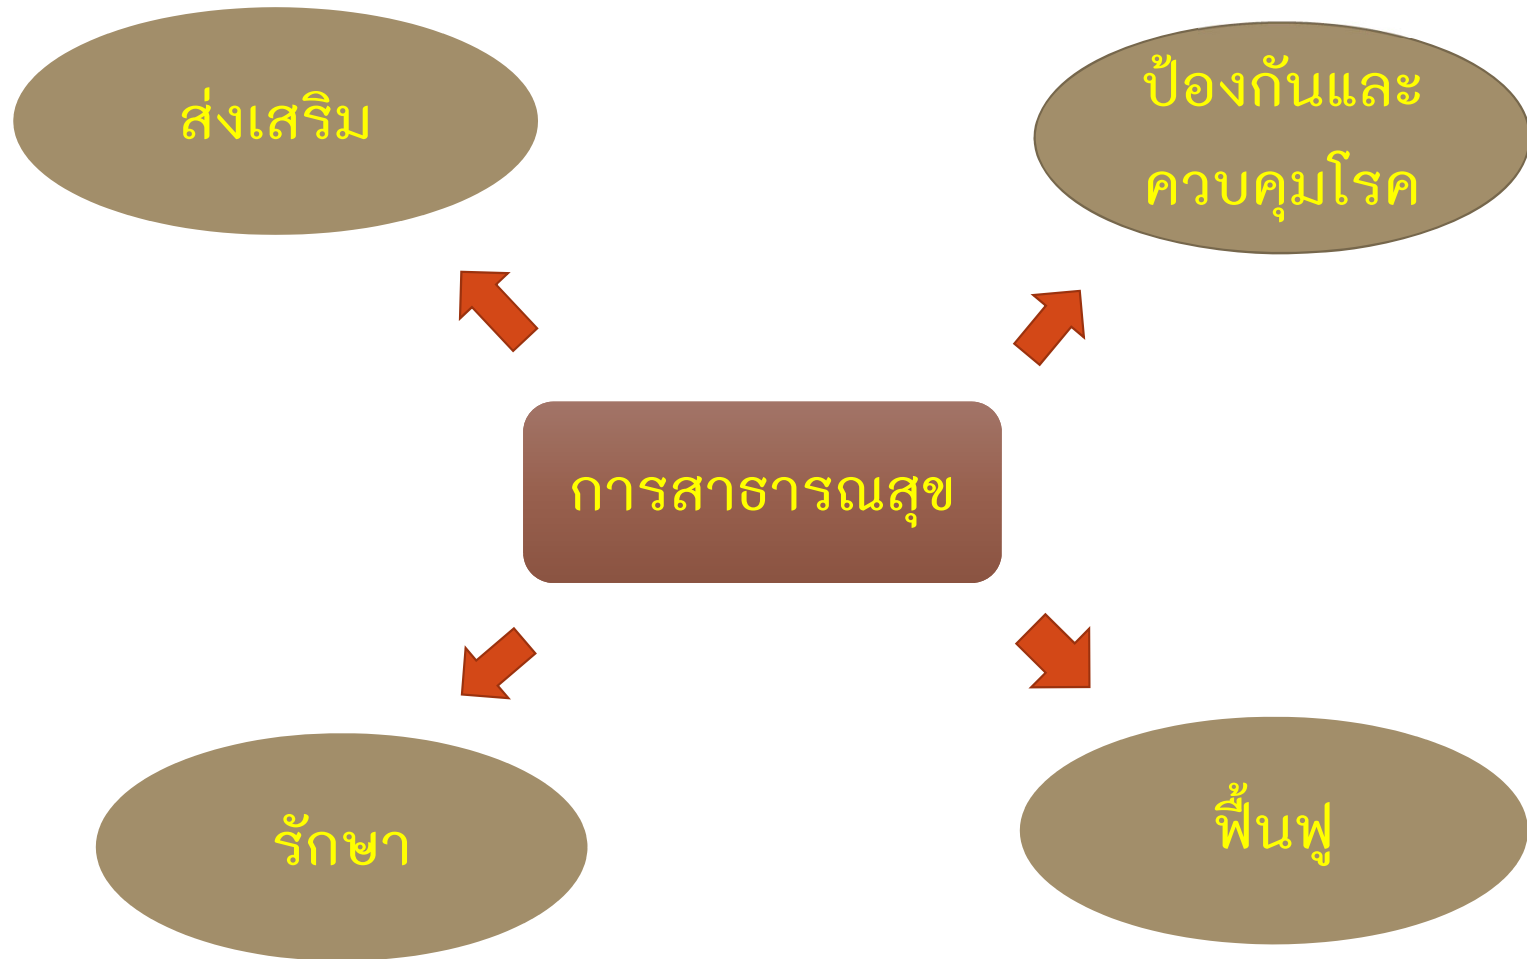 ส่งเสริม
ป้องกันและ
ควบคุมโรค
การสาธารณสุข
รักษา
ฟื้นฟู